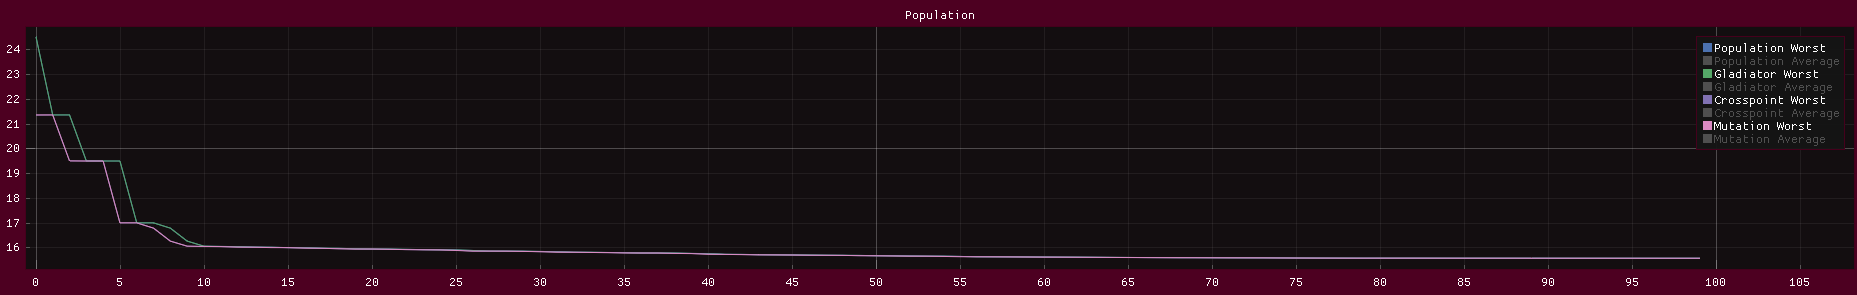 Population
24
23
22
21
20
19
18
17
16
Population Worst
Population Average
Gladiator Worst
Gladiator Average
Crosspoint Worst
Crosspoint Average
Mutation Worst
Mutation Average
0 5 10 15 20 25 30 35 40 45 50 55 60 65 70 75 80 85 90 95 100 105